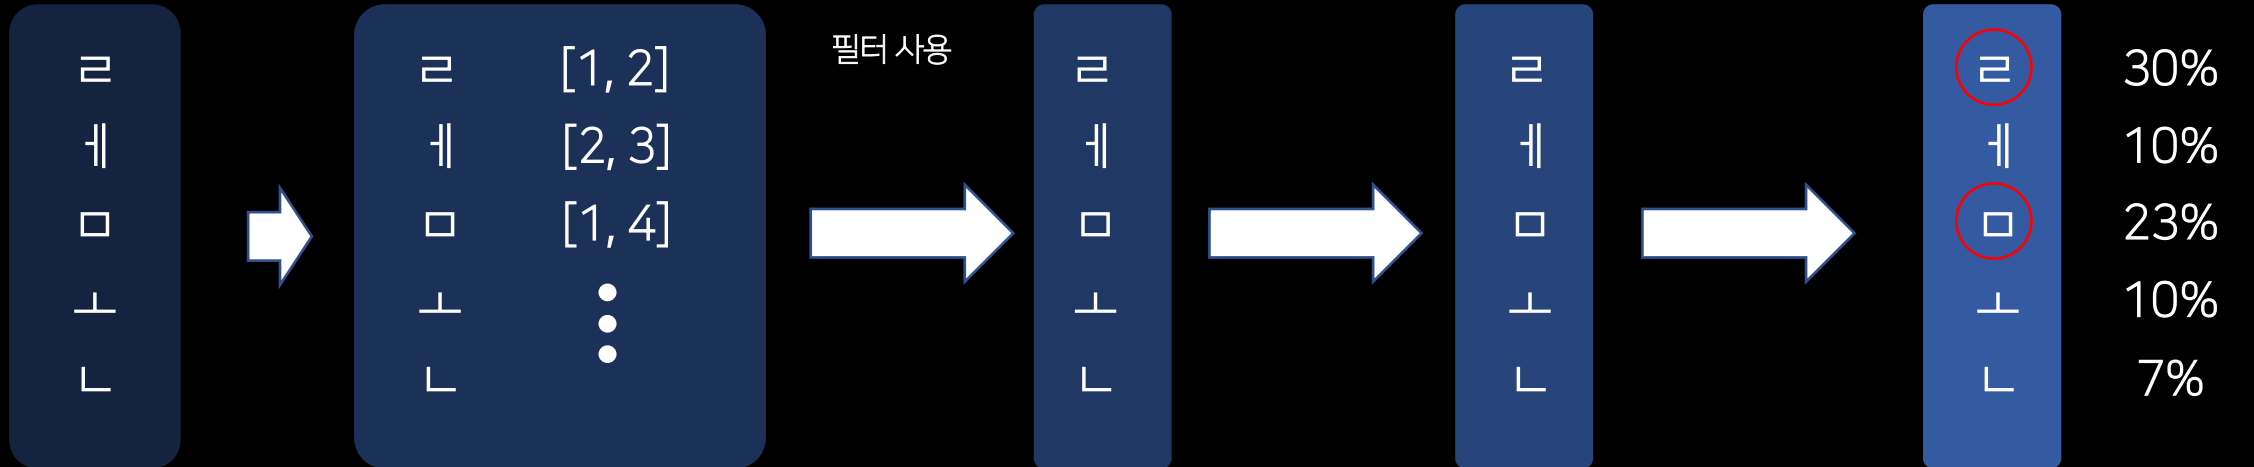 필터 사용
ㄹ ㄹ [1, 2] ㄹ ㄹ ㄹ 30%
ㅔ ㅔ [2, 3] ㅔ ㅔ ㅔ 10%
ㅁ ㅁ [1, 4] ㅁ ㅁ ㅁ 23%
ㅗ ㅗ ㅗ ㅗ ㅗ 10%
ㄴ ㄴ ㄴ ㄴ ㄴ 7%